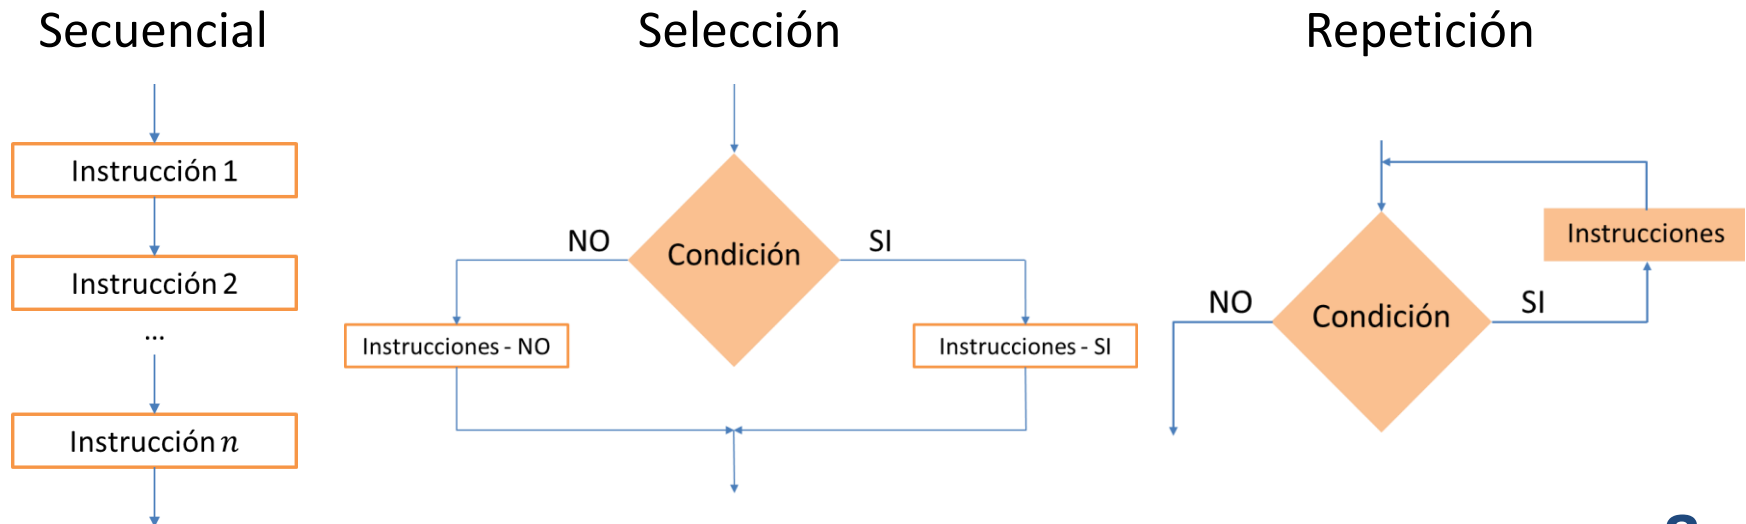 Secuencial
Instrucción 1
Instrucción 2
...
Instrucción n
Selección
NO
Condición
SI
Instrucciones - NO
Instrucciones - SI
Repetición
Instrucciones
NO
Condición
SI